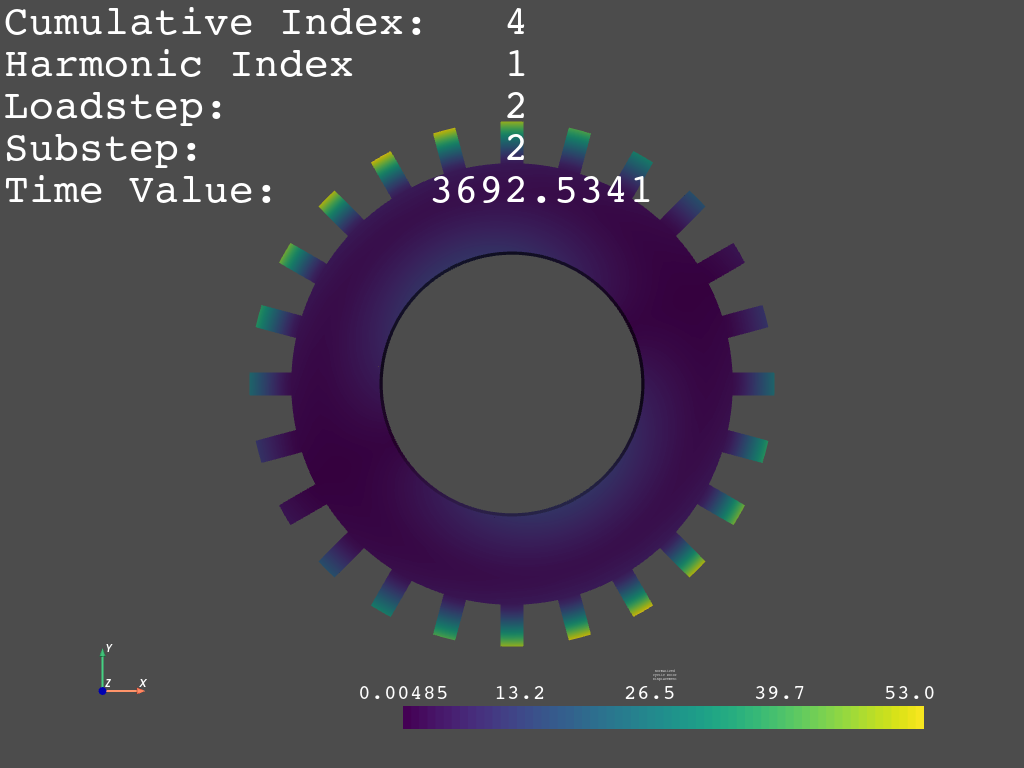 Cumulative Index: 4
Harmonic Index 1
Loadstep: 2
Substep: 2
Time Value: 3692.5341
Y
Z X
0.00485 13.2 26.5 39.7 53.0